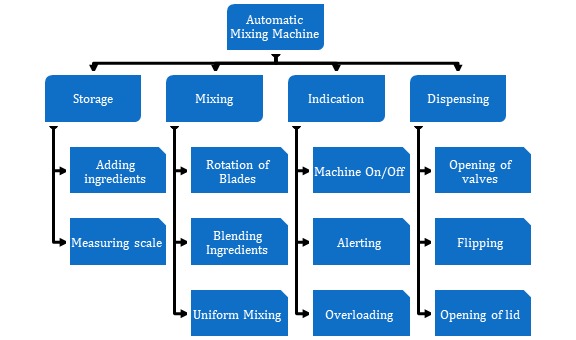 Automatic
Mixing Machine
Storage
Mixing
Indication
Dispensing
Adding
ingredients
Rotation of
Blades
Machine On/Off
Opening of
valves
Measuring scale
Blending
Ingredients
Alerting
Flipping
Uniform Mixing
Overloading
Opening of lid